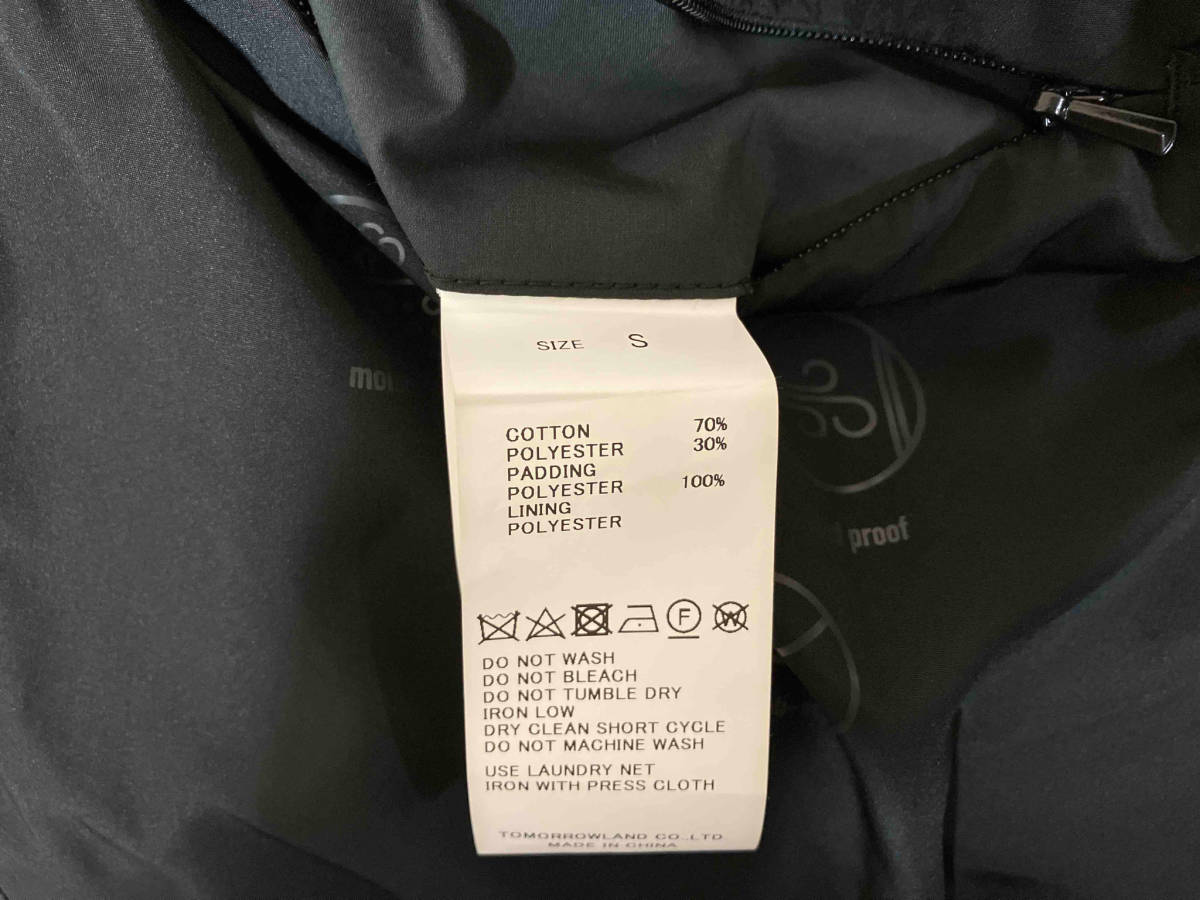 SIZE S
COTTON 70%
POLYESTER 30%
PADDING
POLYESTER 100%
LINING
POLYESTER
F
W
DO NOT WASH
DO NOT BLEACH
DO NOT TUMBLE DRY
IRON LOW
DRY CLEAN SHORT CYCLE
DO NOT MACHINE WASH
USE LAUNDRY NET
IRON WITH PRESS CLOTH
TOMORROWLAND CO.,LTD
MADE IN CHINA
proof